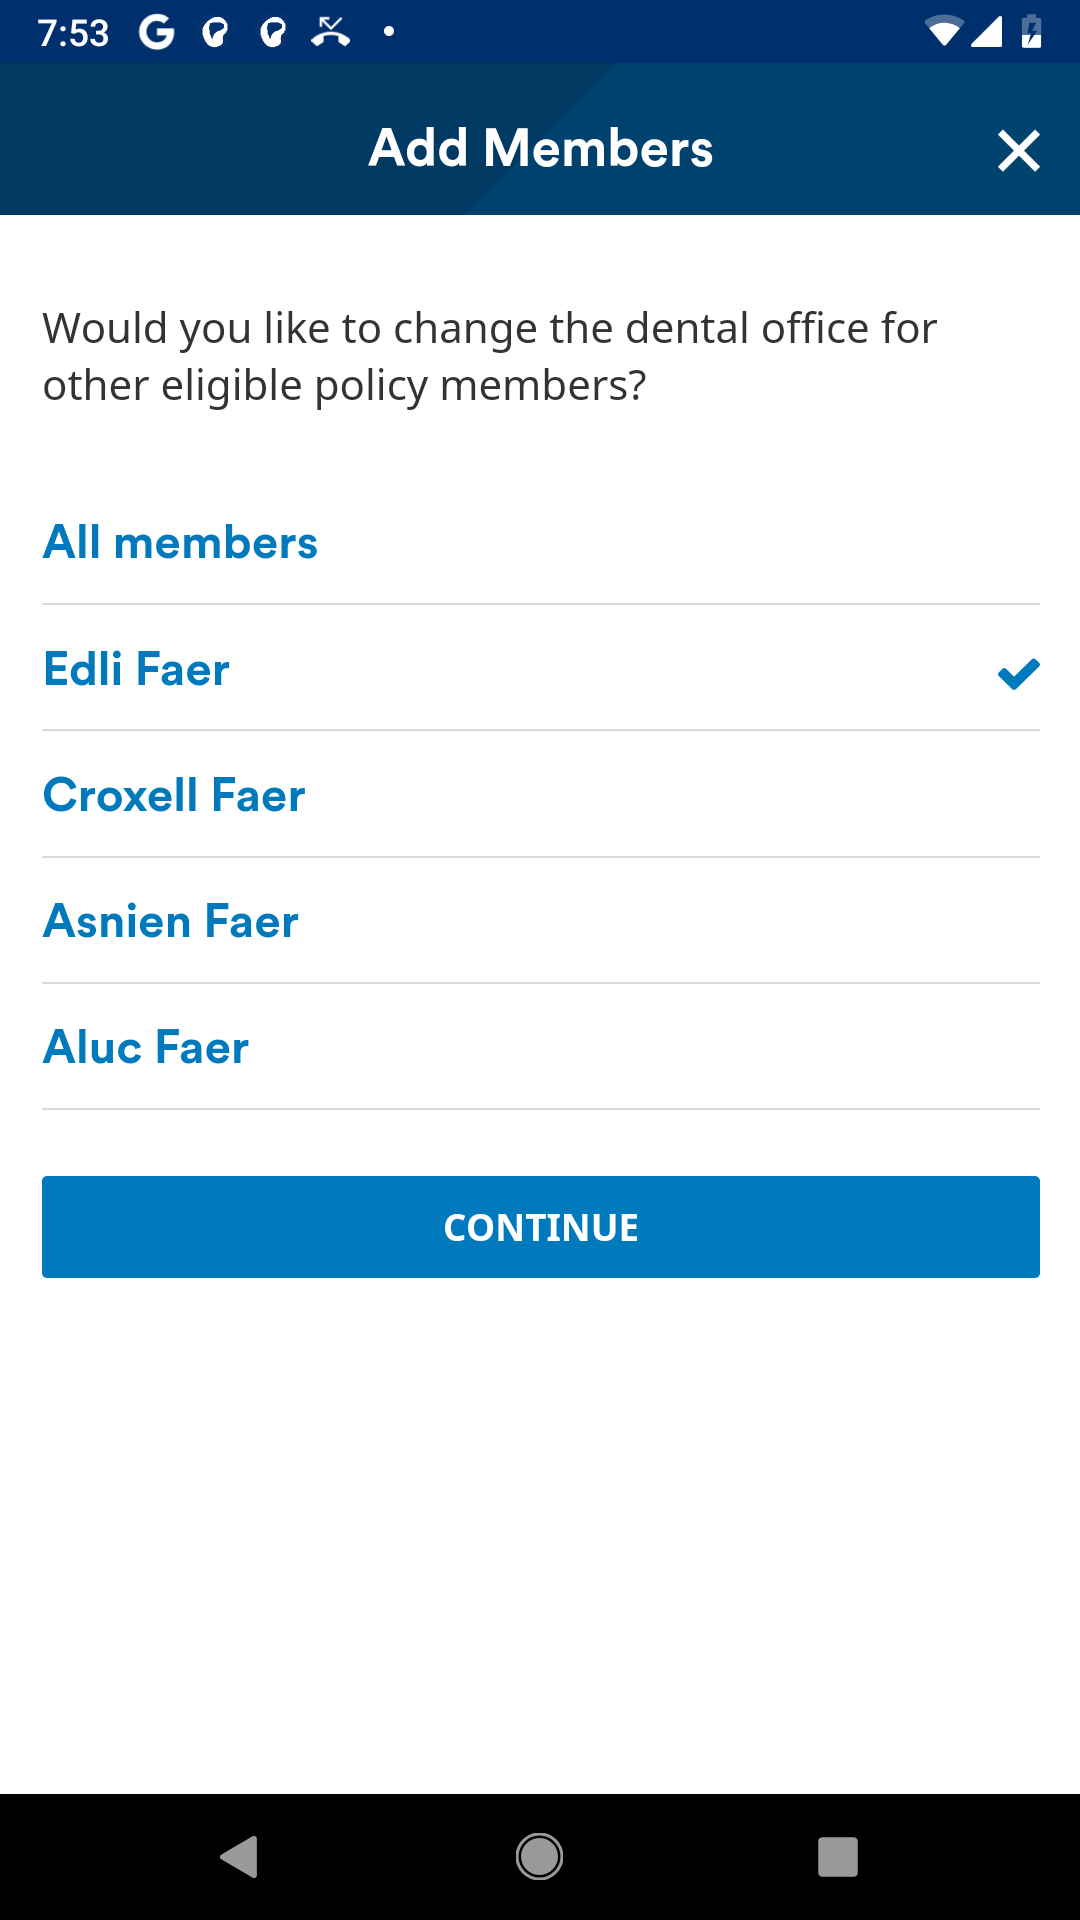 7:53
Add Members
Would you like to change the dental office for
other eligible policy members?
All members
Edli Faer
Croxell Faer
Asnien Faer
Aluc Faer
CONTINUE